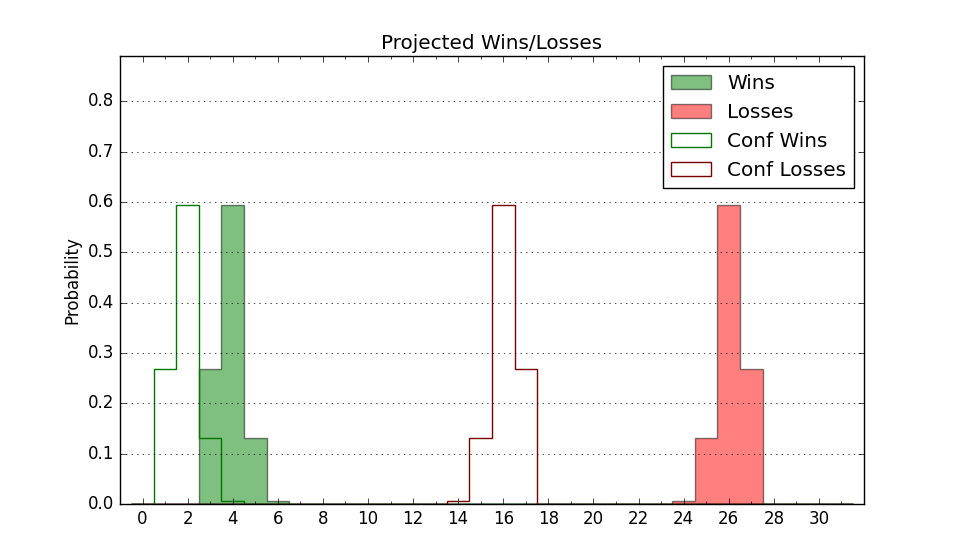 Projected Wins/Losses
Wins
Losses
Conf Wins
Conf Losses
Probability
0.8
0.7
0.6
0.5
0.4
0.3
0.2
0.1
0.0
0 2 4 6 8 10 12 14 16 18 20 22 24 26 28 30